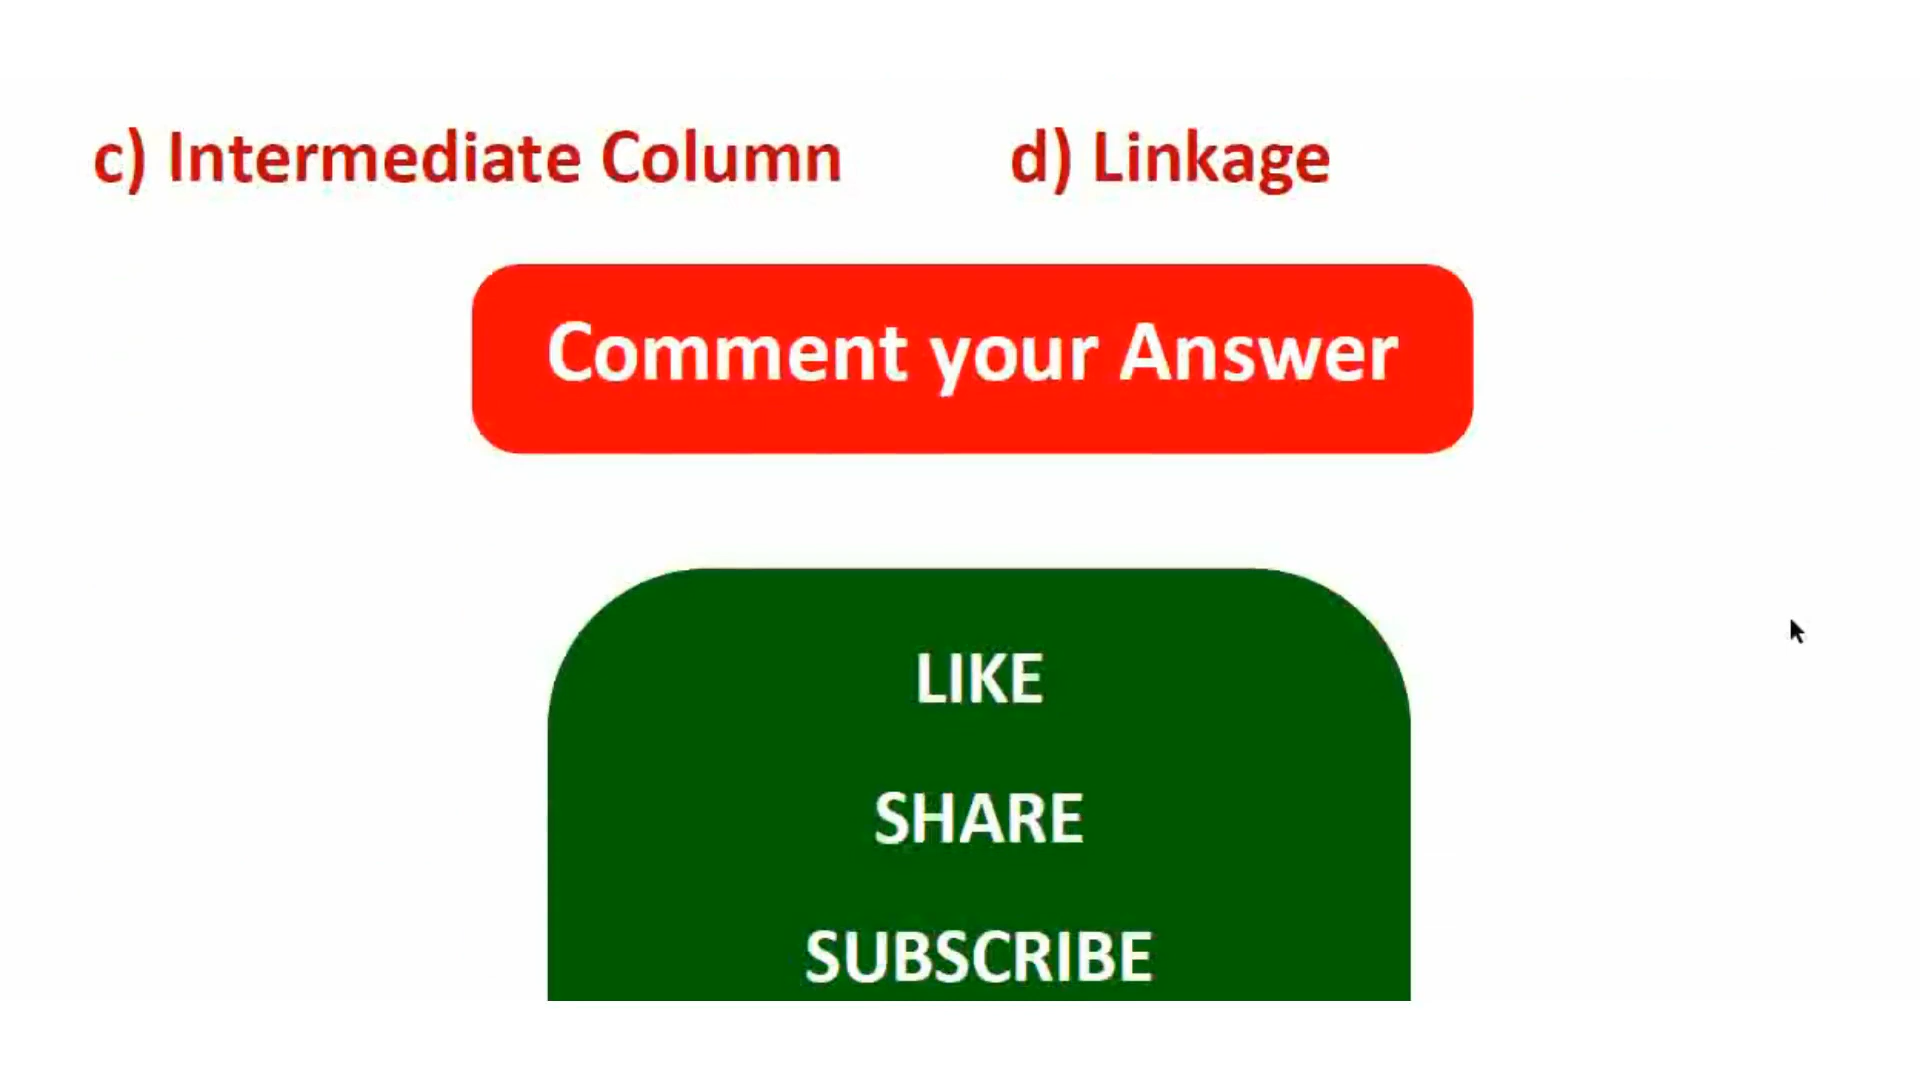 c) Intermediate Column d) Linkage
Comment your Answer
LIKE
SHARE
SUBSCRIBE